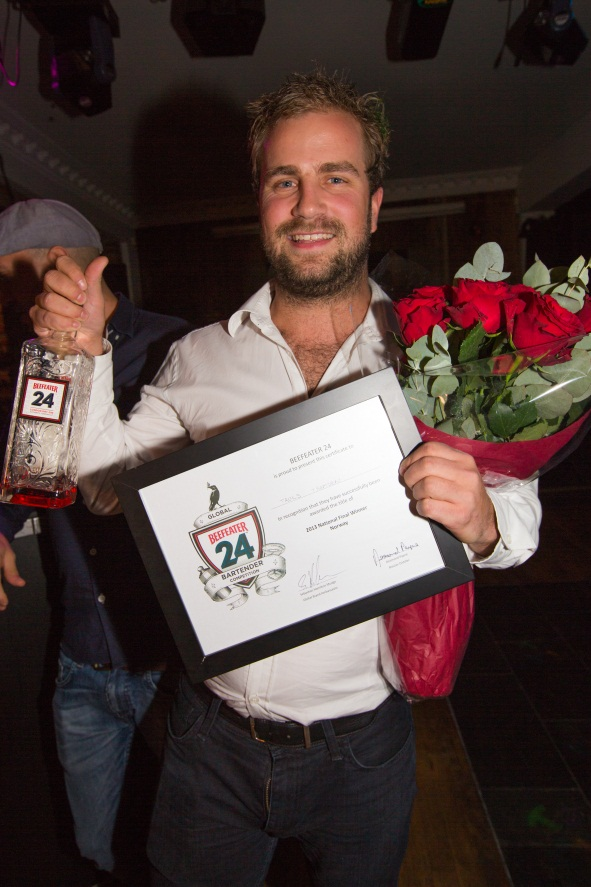 BEEFEATER
24
BEEFEATER 24
is proud to present this certificate to
in recognition that they have successfully been
awarded the title of
2013 National Final Winner
Norway
GLOBAL
BEEFEATER
24
BARTENDER
COMPETITION